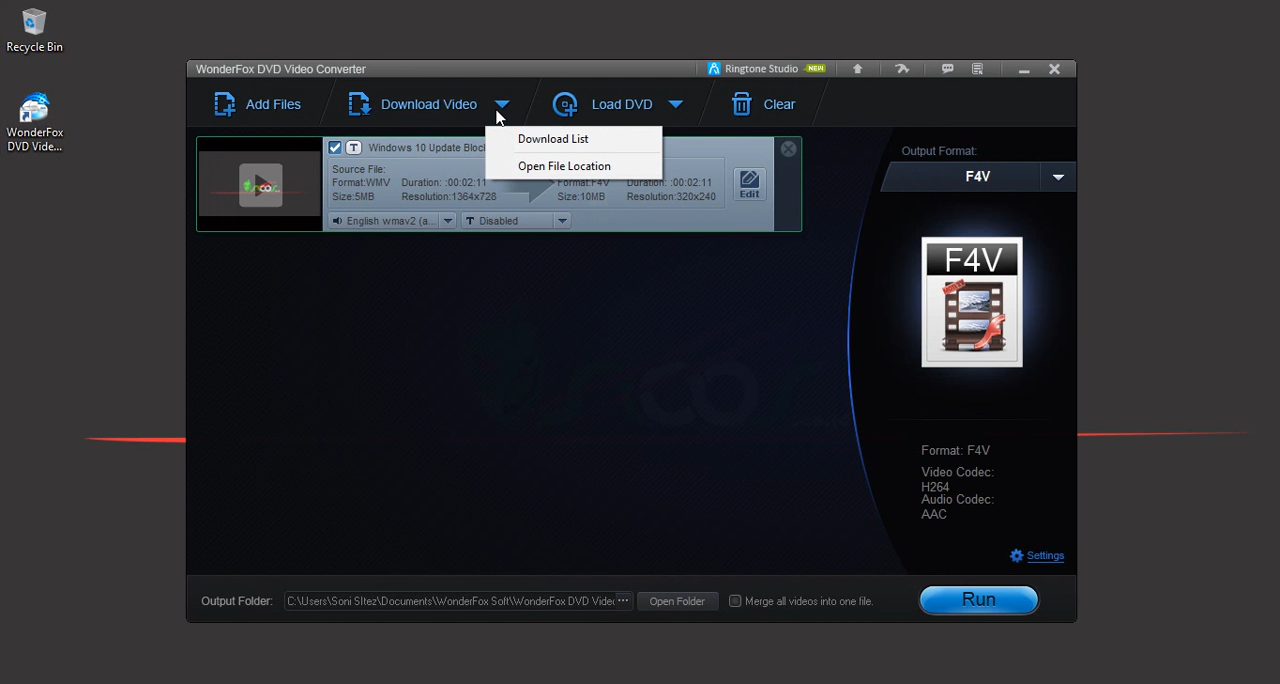 Recycle Bin
WonderFox
DVD Vide...
WonderFox DVD Video Converter
Ringtone Studio NEW
Add Files
Download Video
Load DVD
Clear
Download List
Open File Location
T Windows 10 Update Block
Source File:
Format:WMV Duration: :00:02:11
Size:5MB Resolution:1364x728
Format:F4V Duration: :00:02:11
Size:10MB Resolution:320x240
Edit
English wmav2 (a...
T Disabled
Output Format:
F4V
F4V
Format: F4V
Video Codec:
H264
Audio Codec:
AAC
Settings
Output Folder: C:\Users\Soni SItez\Documents\WonderFox Soft\WonderFox DVD Video ...
Open Folder
Merge all videos into one file.
Run